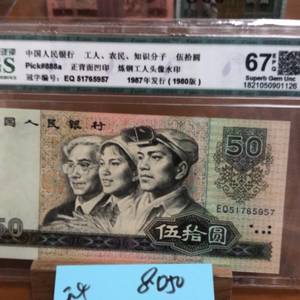 中国人民银行 工人、农民、知识分子 伍拾圆
Pick#888a 正背面凹印 炼钢工人头像水印
冠字编号: EQ 51765957 1987年发行 (1980版)
67 EPQ
Superb Gem Unc
1821050901126
国人民银行
50
EQ51765957
伍拾圆
50
8050